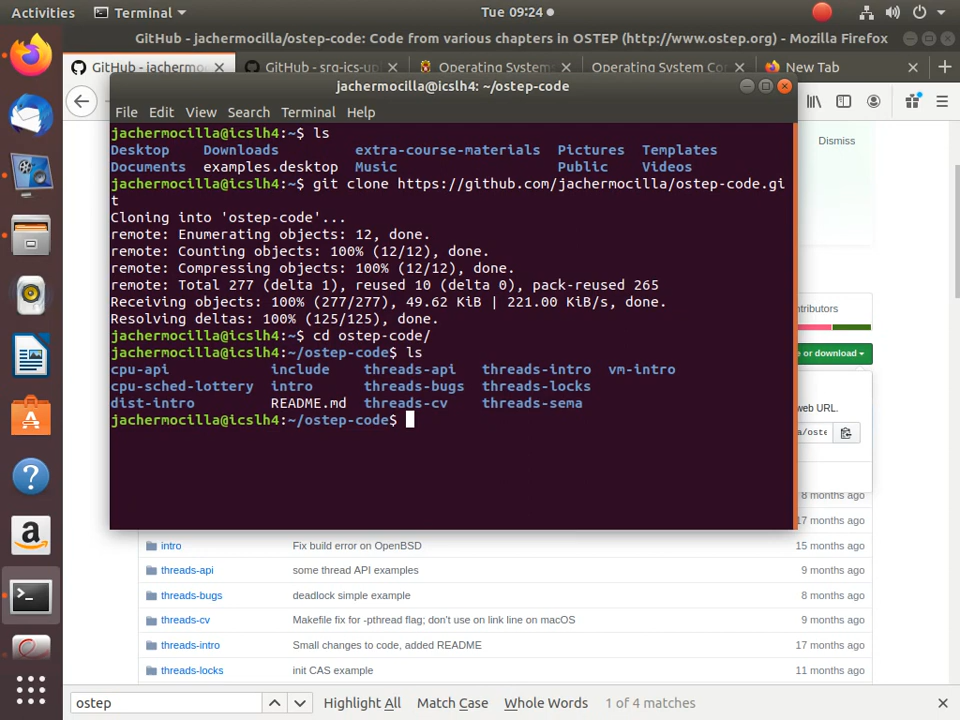 Activities
Terminal
Tue 09:24
GitHub - jachermocilla/ostep-code: Code from various chapters in OSTEP (http://www.ostep.org) - Mozilla Firefox
GitHub - jachermo
GitHub - srg-ics-up
Operating System
Operating System Co
New Tab
jachermocilla@icslh4: ~/ostep-code
File Edit View Search Terminal Help
Dismiss
jachermocilla@icslh4:~$ ls
Desktop Downloads extra-course-materials Pictures Templates
Documents examples.desktop Music Public Videos
jachermocilla@icslh4:~$ git clone https://github.com/jachermocilla/ostep-code.gi
t
Cloning into 'ostep-code'...
remote: Enumerating objects: 12, done.
remote: Counting objects: 100% (12/12), done.
remote: Compressing objects: 100% (12/12), done.
remote: Total 277 (delta 1), reused 10 (delta 0), pack-reused 265
Receiving objects: 100% (277/277), 49.62 KiB | 221.00 KiB/s, done.
Resolving deltas: 100% (125/125), done.
jachermocilla@icslh4:~$ cd ostep-code/
jachermocilla@icslh4:~/ostep-code$ ls
cpu-api include threads-api threads-intro vm-intro
cpu-sched-lottery intro threads-bugs threads-locks
dist-intro README.md threads-cv threads-sema
jachermocilla@icslh4:~/ostep-code$
ntributors
e or download
web URL.
a/oste
8 months ago
17 months ago
intro Fix build error on OpenBSD 15 months ago
threads-api some thread API examples 9 months ago
threads-bugs deadlock simple example 8 months ago
threads-cv Makefile fix for -pthread flag; don't use on link line on macOS 9 months ago
threads-intro Small changes to code, added README 17 months ago
threads-locks init CAS example 11 months ago
ostep
Highlight All Match Case Whole Words 1 of 4 matches